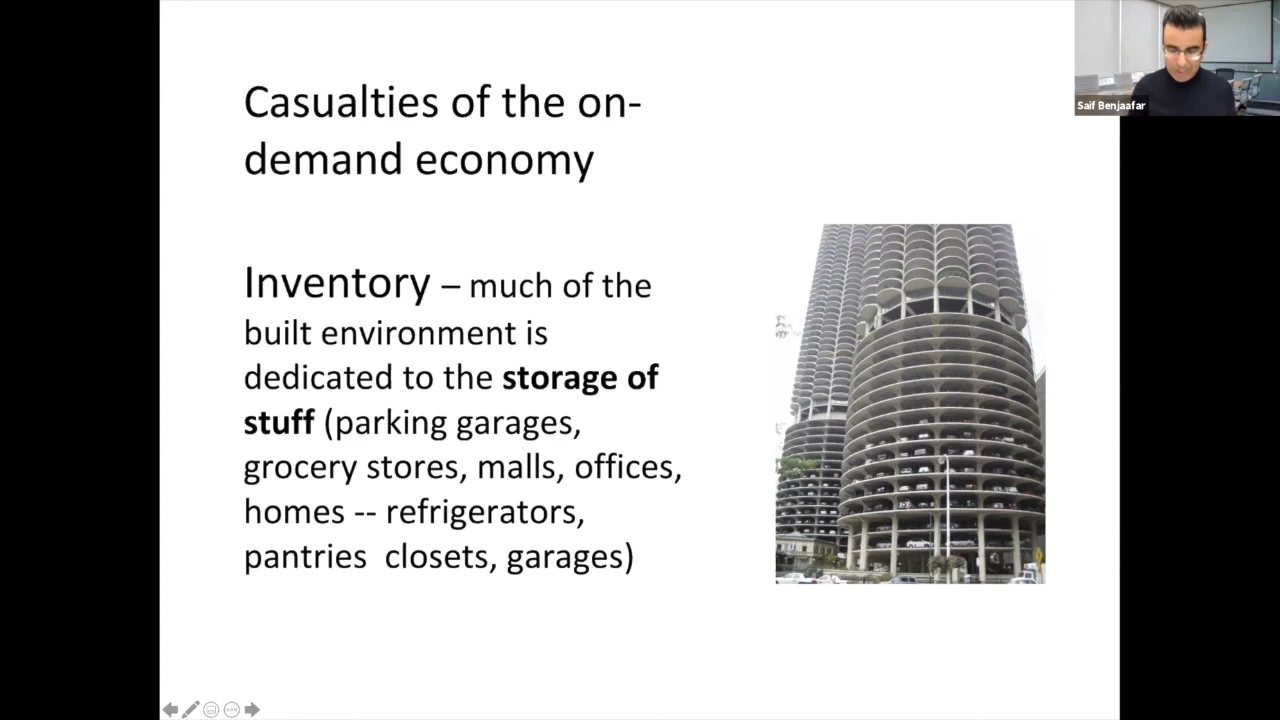 Casualties of the on-
demand economy
Inventory – much of the
built environment is
dedicated to the storage of
stuff (parking garages,
grocery stores, malls, offices,
homes -- refrigerators,
pantries  closets, garages)
Saif Benjaafar